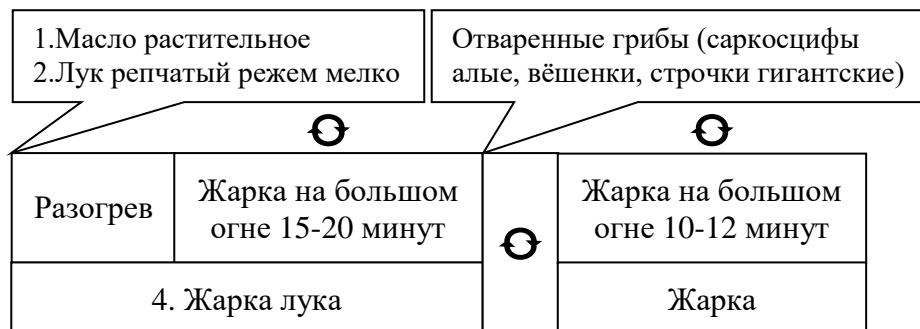 1.Масло растительное
2.Лук репчатый режем мелко
Отваренные грибы (саркосцифы
алые, вёшенки, строчки гигантские)
Разогрев
Жарка на большом
огне 15-20 минут
Жарка на большом
огне 10-12 минут
4. Жарка лука
Жарка